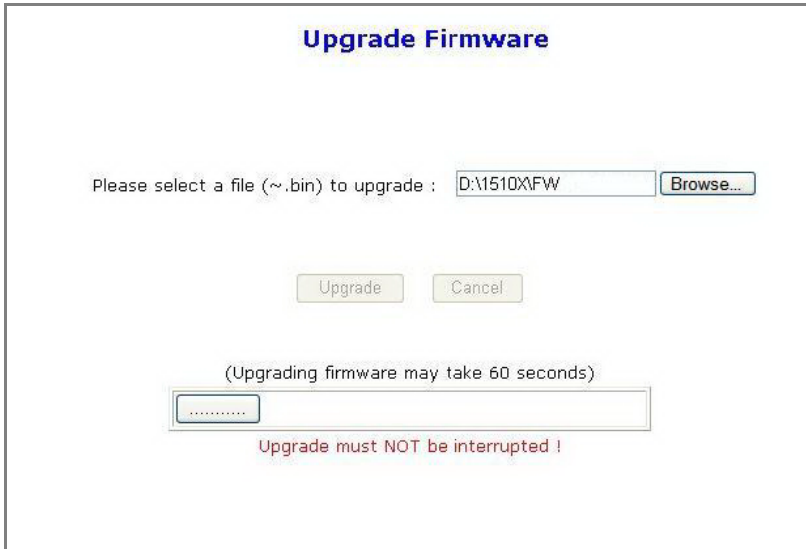 Upgrade Firmware
Please select a file (~.bin) to upgrade : D:\1510X\FW Browse...
Upgrade Cancel
(Upgrading firmware may take 60 seconds)
...........
Upgrade must NOT be interrupted !